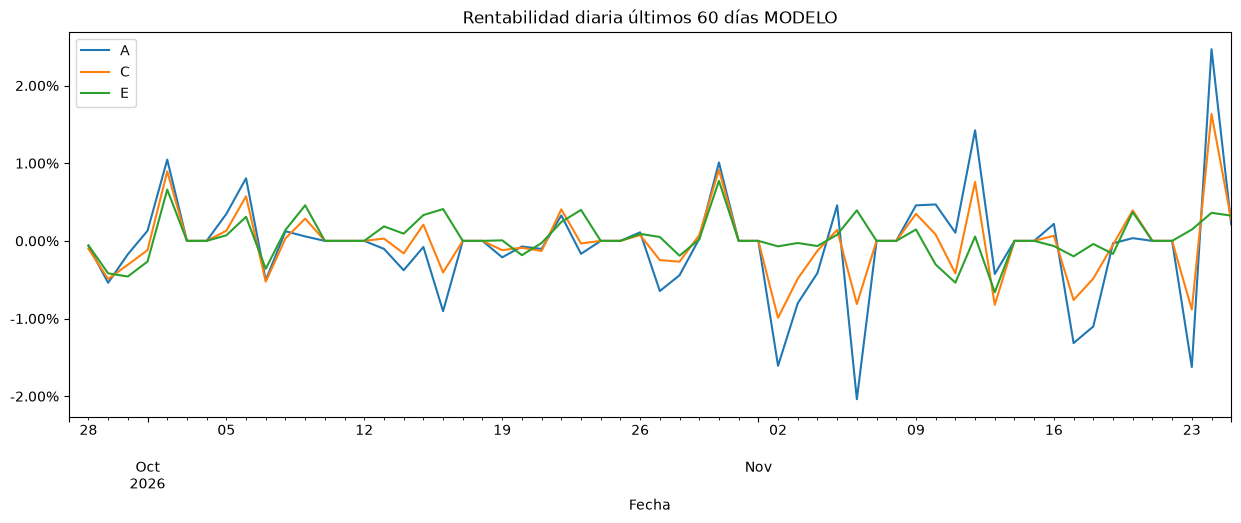 Rentabilidad diaria últimos 60 días MODELO
A
C
E
2.00%
1.00%
0.00%
-1.00%
-2.00%
28 05 12 19 26 02 09 16 23
Oct Nov
2026
Fecha